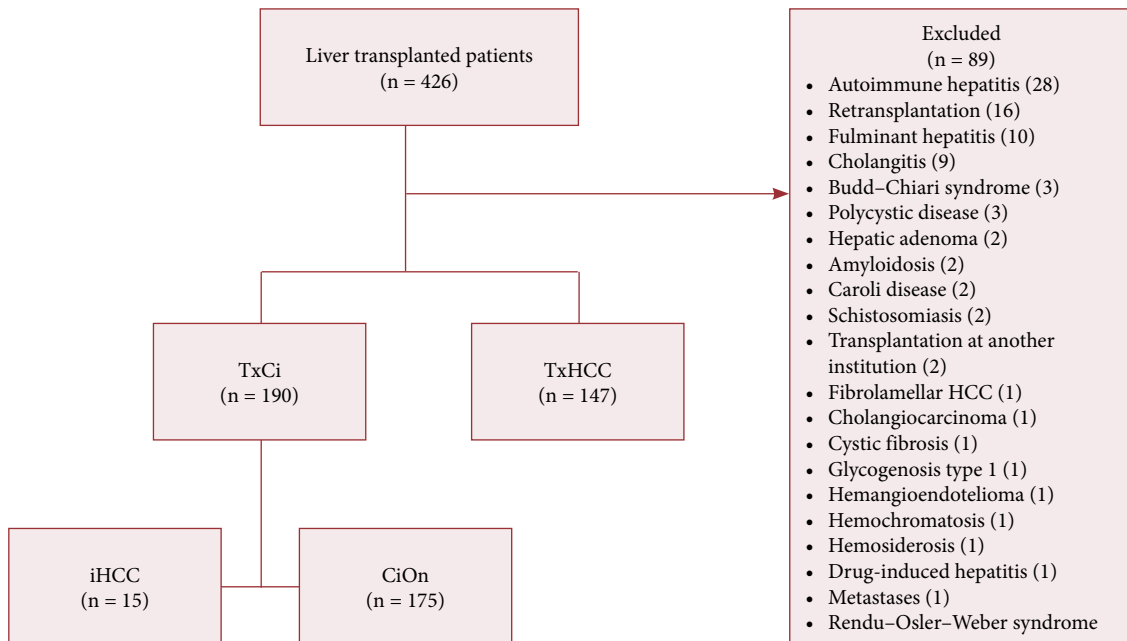 Liver transplanted patients
(n = 426)
Excluded
(n = 89)
• Autoimmune hepatitis (28)
• Retransplantation (16)
• Fulminant hepatitis (10)
• Cholangitis (9)
• Budd–Chiari syndrome (3)
• Polycystic disease (3)
• Hepatic adenoma (2)
• Amyloidosis (2)
• Caroli disease (2)
• Schistosomiasis (2)
• Transplantation at another
institution (2)
• Fibrolamellar HCC (1)
• Cholangiocarcinoma (1)
• Cystic fibrosis (1)
• Glycogenosis type 1 (1)
• Hemangioendotelioma (1)
• Hemochromatosis (1)
• Hemosiderosis (1)
• Drug-induced hepatitis (1)
• Metastases (1)
• Rendu–Osler–Weber syndrome
TxCi
(n = 190)
TxHCC
(n = 147)
iHCC
(n = 15)
CiOn
(n = 175)